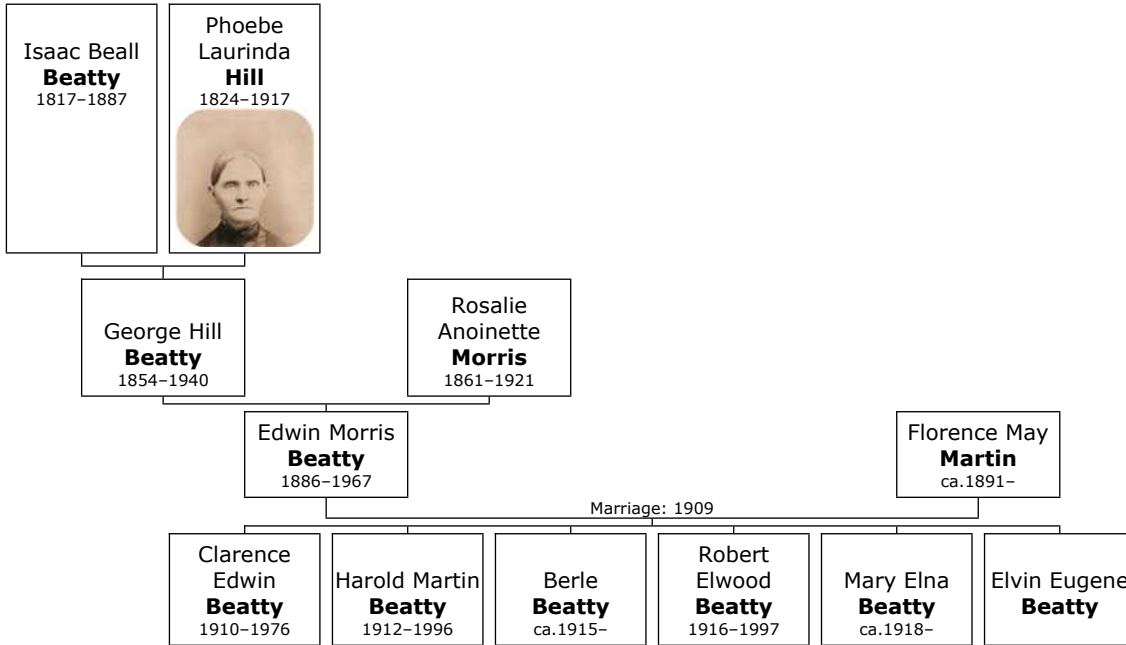 Isaac Beall
Beatty
1817–1887
Phoebe
Laurinda
Hill
1824–1917
George Hill
Beatty
1854–1940
Rosalie
Anoinette
Morris
1861–1921
Edwin Morris
Beatty
1886–1967
Florence May
Martin
ca.1891–
Marriage: 1909
Clarence
Edwin
Beatty
1910–1976
Harold Martin
Beatty
1912–1996
Berle
Beatty
ca.1915–
Robert
Elwood
Beatty
1916–1997
Mary Elna
Beatty
ca.1918–
Elvin Eugene
Beatty